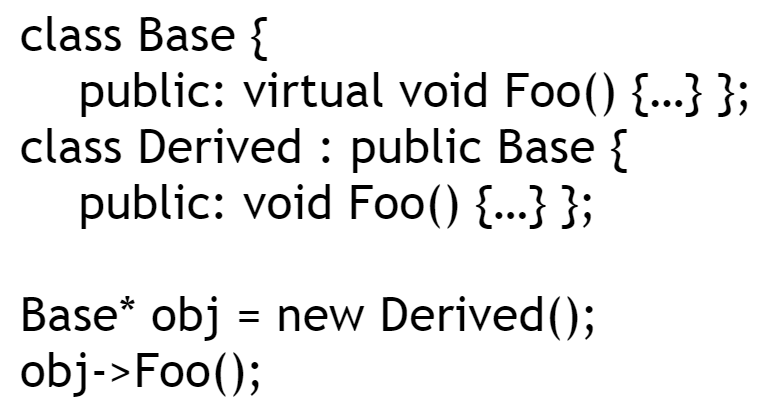 class Base {
public: virtual void Foo() {...} };
class Derived : public Base {
public: void Foo() {...} };
Base* obj = new Derived();
obj->Foo();